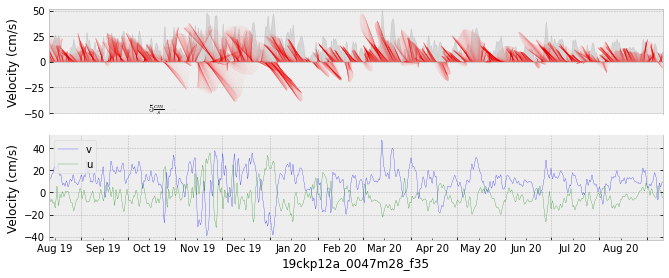 50
25
0
−25
−50
Velocity (cm/s)
5 cm/s
40
20
0
−20
−40
Velocity (cm/s)
v
u
Aug 19 Sep 19 Oct 19 Nov 19 Dec 19 Jan 20 Feb 20 Mar 20 Apr 20 May 20 Jun 20 Jul 20 Aug 20
19ckp12a_0047m28_f35